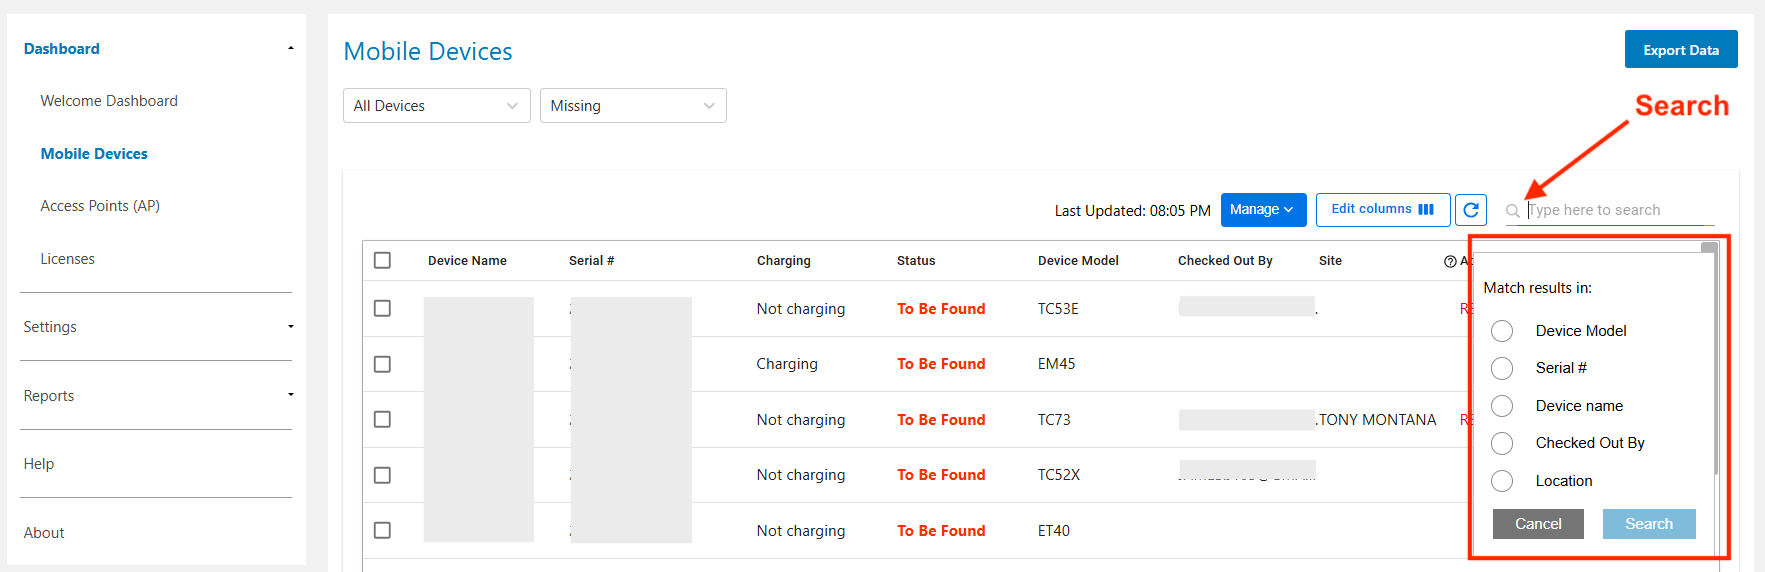 Dashboard
Welcome Dashboard
Mobile Devices
Access Points (AP)
Licenses
Settings
Reports
Help
About
Mobile Devices
Export Data
All Devices
Missing
Search
Last Updated: 08:05 PM Manage Edit columns Type here to search
Device Name Serial # Charging Status Device Model Checked Out By Site
Not charging To Be Found TC53E .
Charging To Be Found EM45
Not charging To Be Found TC73 .TONY MONTANA
Not charging To Be Found TC52X
Not charging To Be Found ET40
Match results in:
Device Model
Serial #
Device name
Checked Out By
Location
Cancel Search